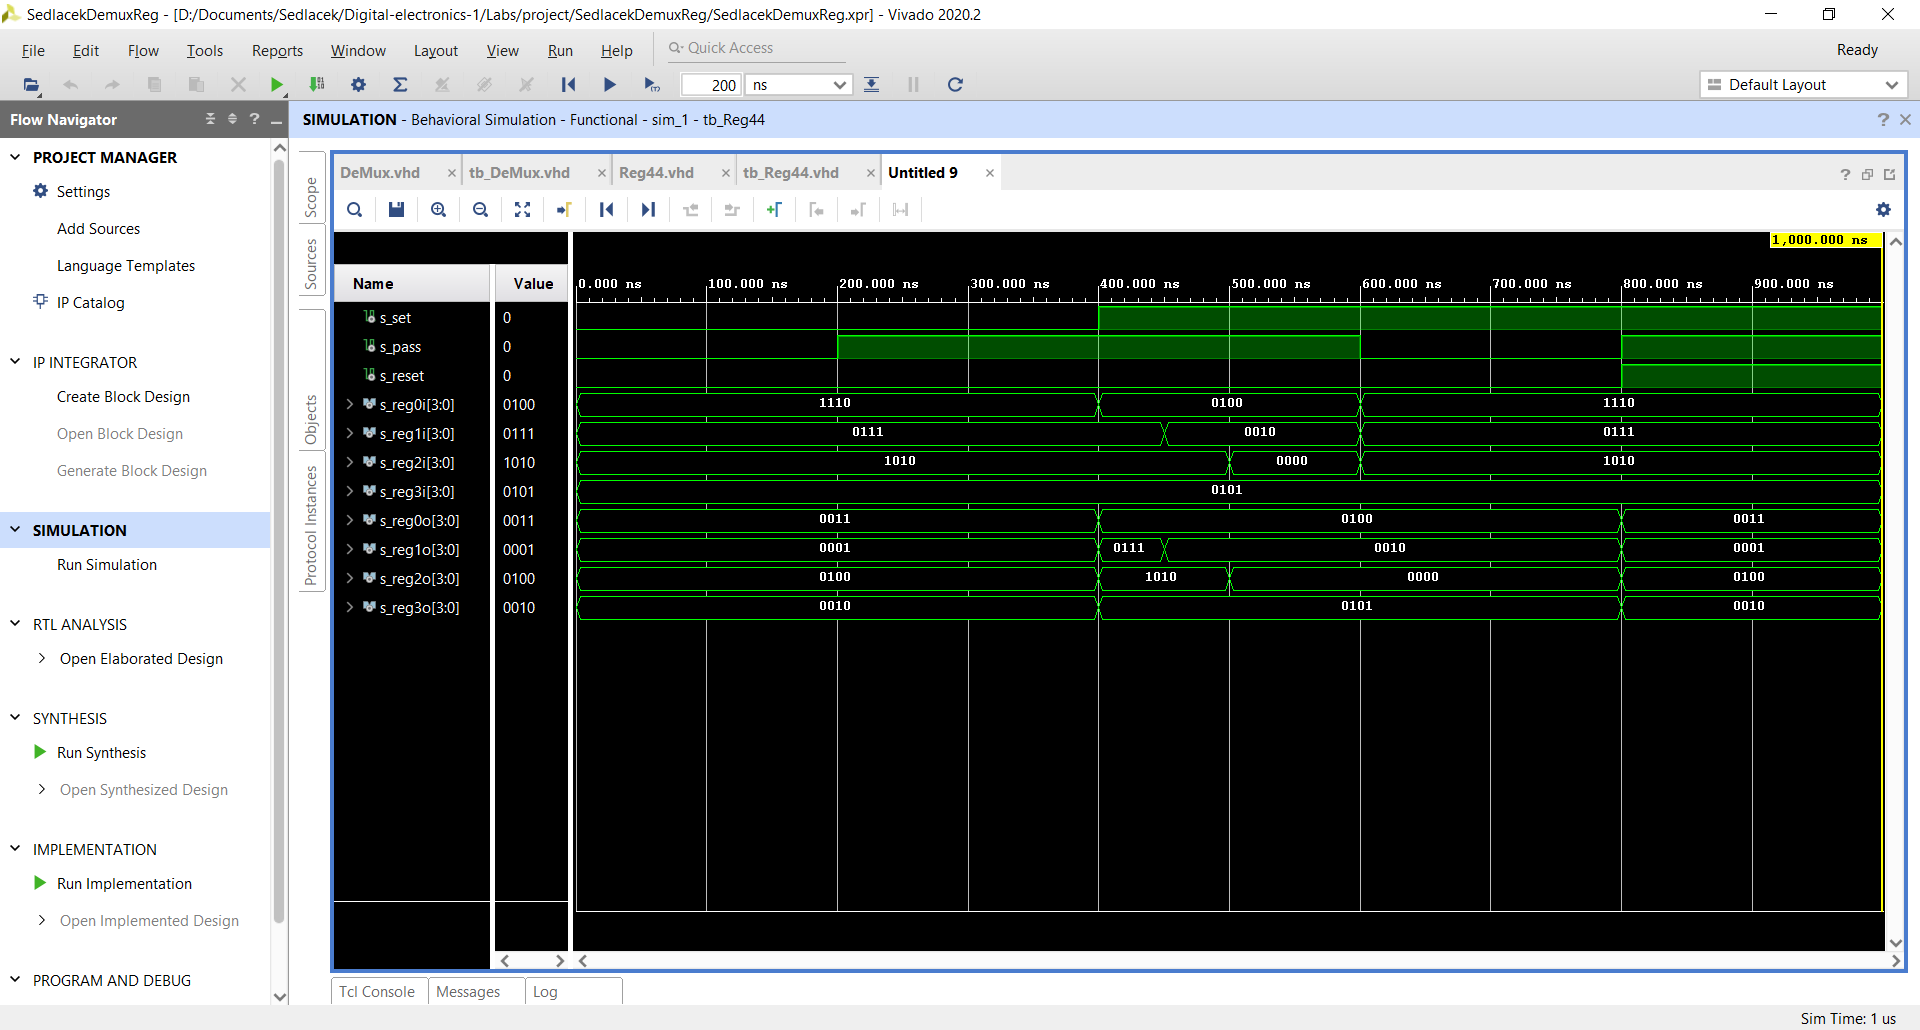 SedlacekDemuxReg - [D:/Documents/Sedlacek/Digital-electronics-1/Labs/project/SedlacekDemuxReg/SedlacekDemuxReg.xpr] - Vivado 2020.2
File Edit Flow Tools Reports Window Layout View Run Help Quick Access Ready
200 ns Default Layout
Flow Navigator
PROJECT MANAGER
Settings
Add Sources
Language Templates
IP Catalog
IP INTEGRATOR
Create Block Design
Open Block Design
Generate Block Design
SIMULATION
Run Simulation
RTL ANALYSIS
Open Elaborated Design
SYNTHESIS
Run Synthesis
Open Synthesized Design
IMPLEMENTATION
Run Implementation
Open Implemented Design
PROGRAM AND DEBUG
SIMULATION - Behavioral Simulation - Functional - sim_1 - tb_Reg44
Scope
Sources
Objects
Protocol Instances
DeMux.vhd tb_DeMux.vhd Reg44.vhd tb_Reg44.vhd Untitled 9
1,000.000 ns
Name Value 0.000 ns 100.000 ns 200.000 ns 300.000 ns 400.000 ns 500.000 ns 600.000 ns 700.000 ns 800.000 ns 900.000 ns
s_set 0
s_pass 0
s_reset 0
s_reg0i[3:0] 0100 1110 0100 1110
s_reg1i[3:0] 0111 0111 0010 0111
s_reg2i[3:0] 1010 1010 0000 1010
s_reg3i[3:0] 0101 0101
s_reg0o[3:0] 0011 0011 0100 0011
s_reg1o[3:0] 0001 0001 0111 0010 0001
s_reg2o[3:0] 0100 0100 1010 0000 0100
s_reg3o[3:0] 0010 0010 0101 0010
Tcl Console Messages Log
Sim Time: 1 us